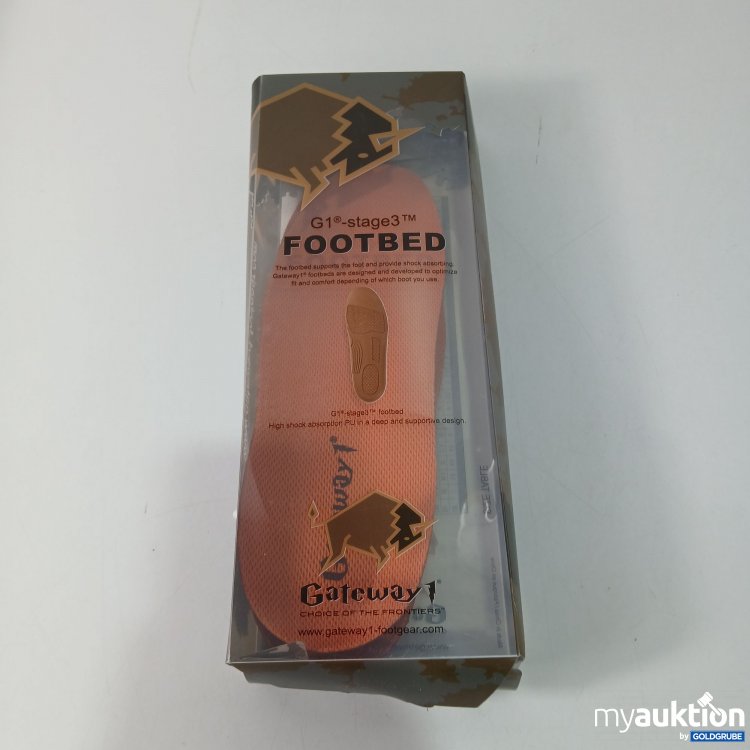 G1®-stage3™
FOOTBED
The footbed supports the foot and provide shock absorbing.
Gateway1® footbeds are designed and developed to optimize
fit and comfort depending of which boot you use.
G1®-stage3™ footbed
High shock absorption PU in a deep and supportive design.
Gateway1
Gateway1®
CHOICE OF THE FRONTIERS
www.gateway1-footgear.com
TABLE
myauktion
by GOLDGRUBE